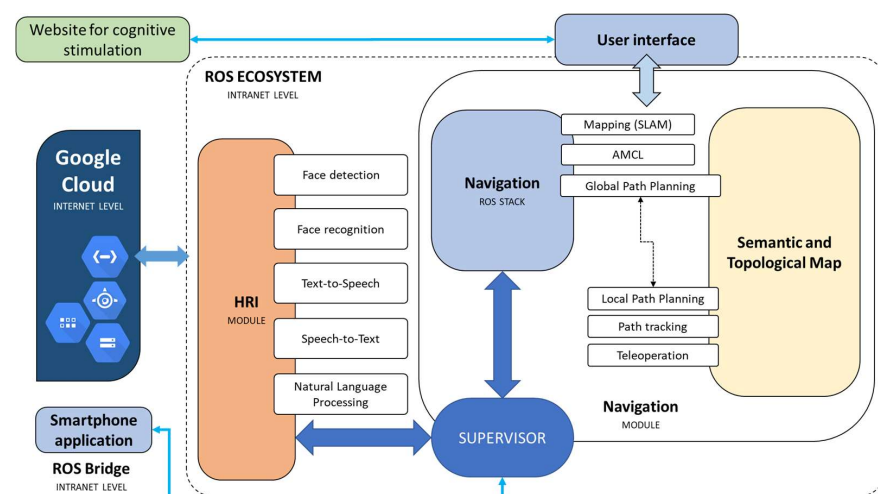 Website for cognitive
stimulation
User interface
ROS ECOSYSTEM
INTRANET LEVEL
Google
Cloud
INTERNET LEVEL
HRI
MODULE
Face detection
Face recognition
Text-to-Speech
Speech-to-Text
Natural Language
Processing
Navigation
ROS STACK
Mapping (SLAM)
AMCL
Global Path Planning
Semantic and
Topological Map
Local Path Planning
Path tracking
Teleoperation
Navigation
MODULE
SUPERVISOR
Smartphone
application
ROS Bridge
INTRANET LEVEL